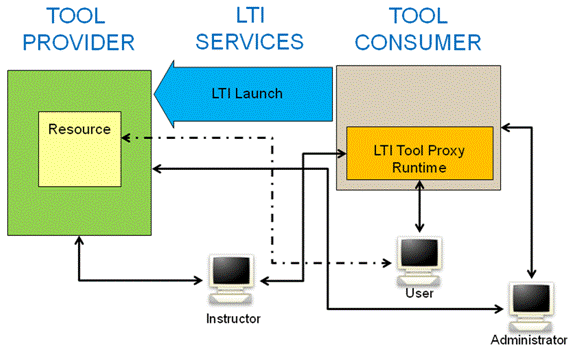 TOOL
PROVIDER
LTI
SERVICES
TOOL
CONSUMER
LTI Launch
Resource
LTI Tool Proxy
Runtime
User
Instructor
Administrator